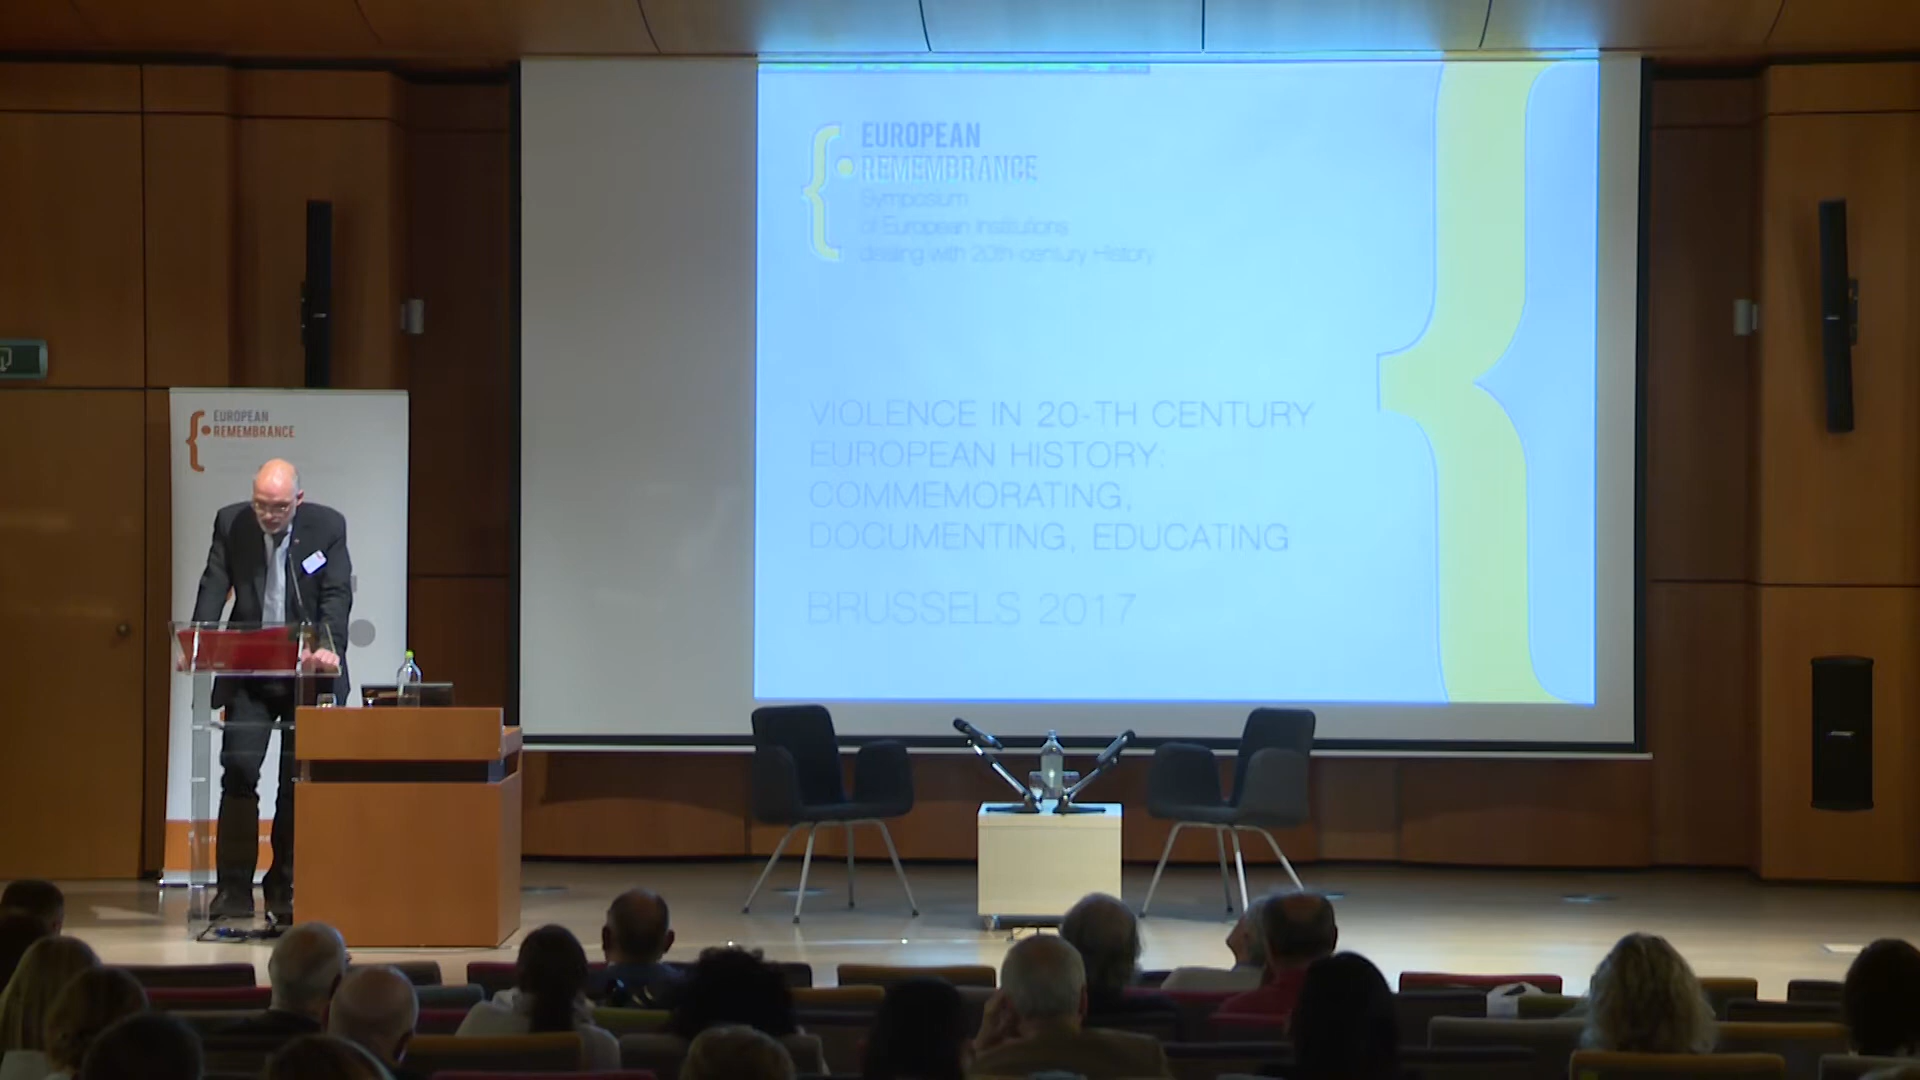 EUROPEAN
REMEMBRANCE
Symposium
of European Institutions
dealing with 20th-century History
VIOLENCE IN 20-TH CENTURY
EUROPEAN HISTORY:
COMMEMORATING,
DOCUMENTING, EDUCATING
BRUSSELS 2017
EUROPEAN
REMEMBRANCE